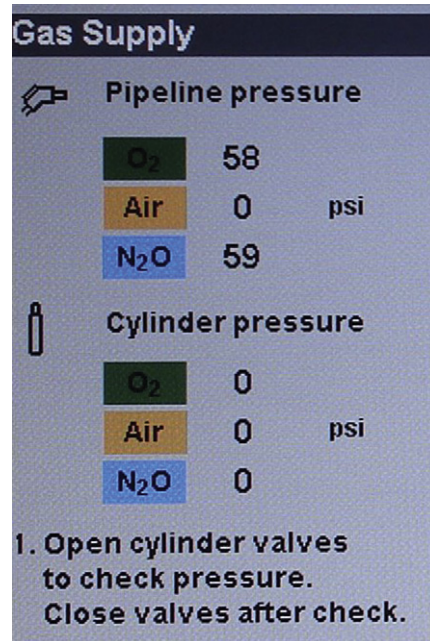 Gas Supply
Pipeline pressure
O₂ 58
Air 0 psi
N₂O 59
Cylinder pressure
O₂ 0
Air 0 psi
N₂O 0
1. Open cylinder valves
to check pressure.
Close valves after check.